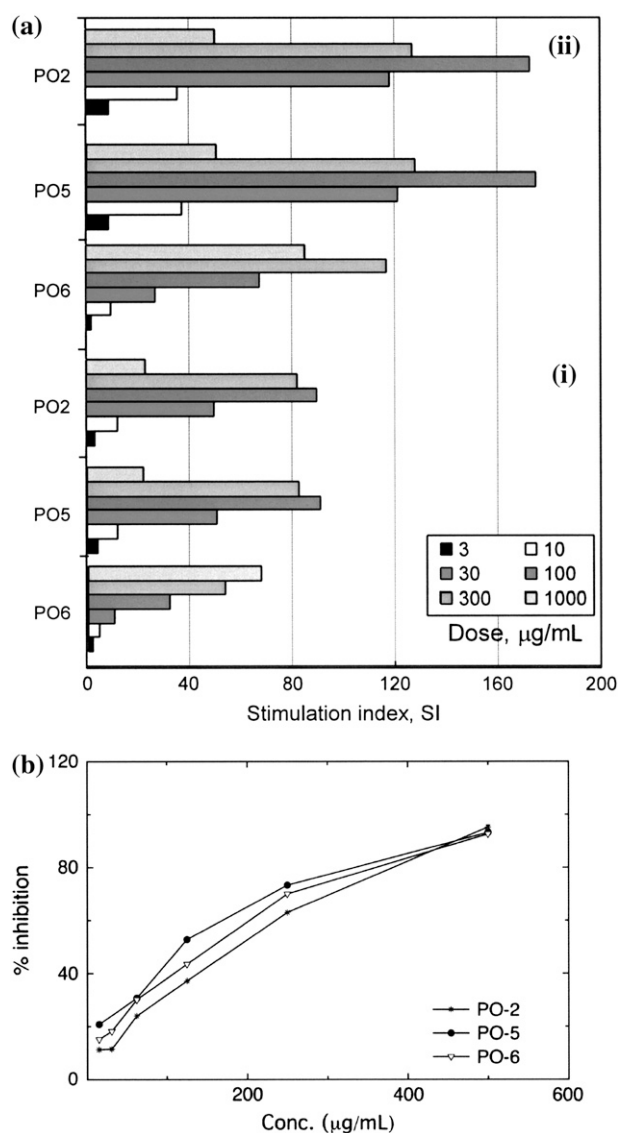 (a)
(ii)
PO2
PO5
PO6
(i)
PO2
PO5
PO6
3 10
30 100
300 1000
Dose, μg/mL
0 40 80 120 160 200
Stimulation index, SI
(b)
120
80
40
0
% inhibition
PO-2
PO-5
PO-6
200 400 600
Conc. (μg/mL)